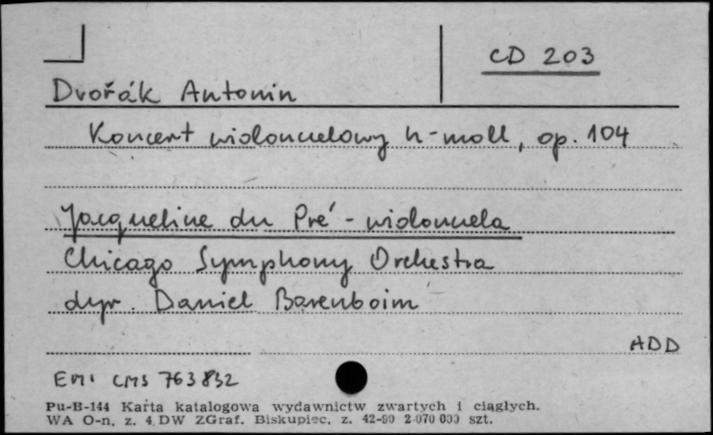 CD 203
Dvořák Antonin
Koncert wiolonczelowy h-moll, op. 104
Jacqueline du Pré - wiolonczela
Chicago Symphony Orchestra
dyr. Daniel Barenboim
ADD
EMI CMS 763832
Pu-B-144 Karta katalogowa wydawnictw zwartych i ciągłych.
WA O-n, z. 4 DW ZGraf. Biskupiec, z. 42-90 2 070 000 szt.